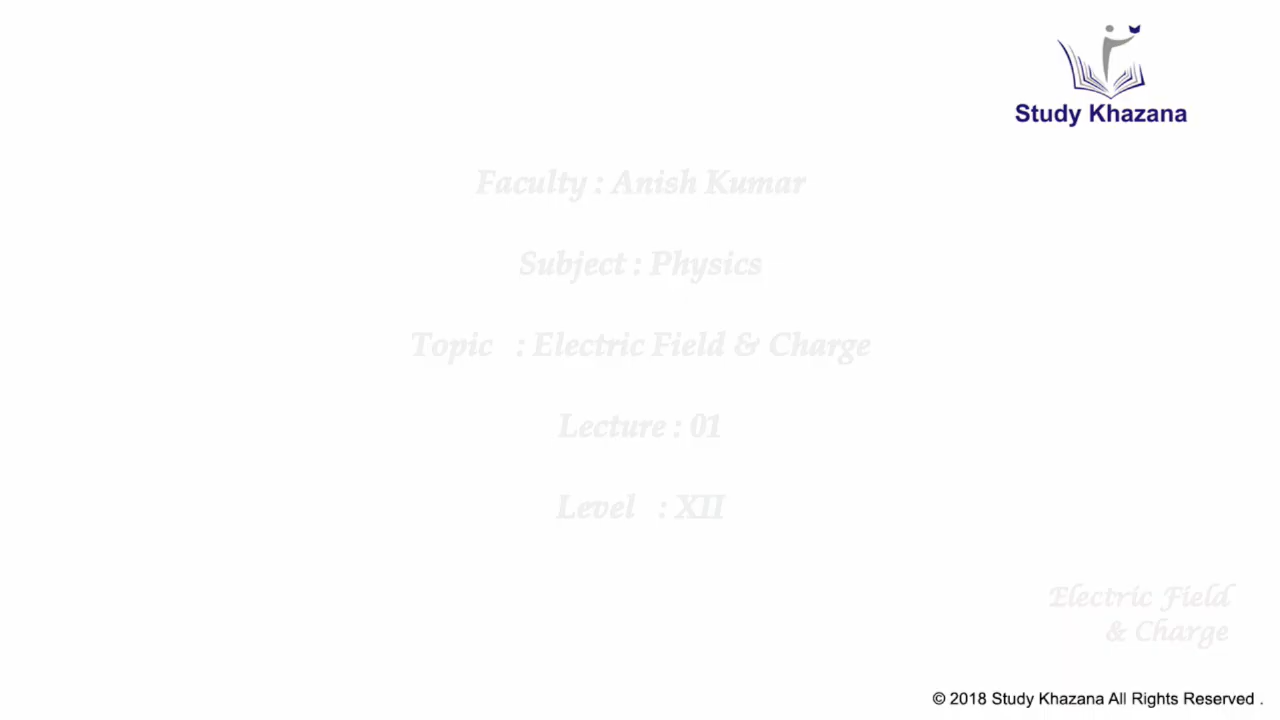 Study Khazana
Faculty : Anish Kumar
Subject : Physics
Topic : Electric Field & Charge
Lecture : 01
Level : XII
Electric Field
& Charge
© 2018 Study Khazana All Rights Reserved .